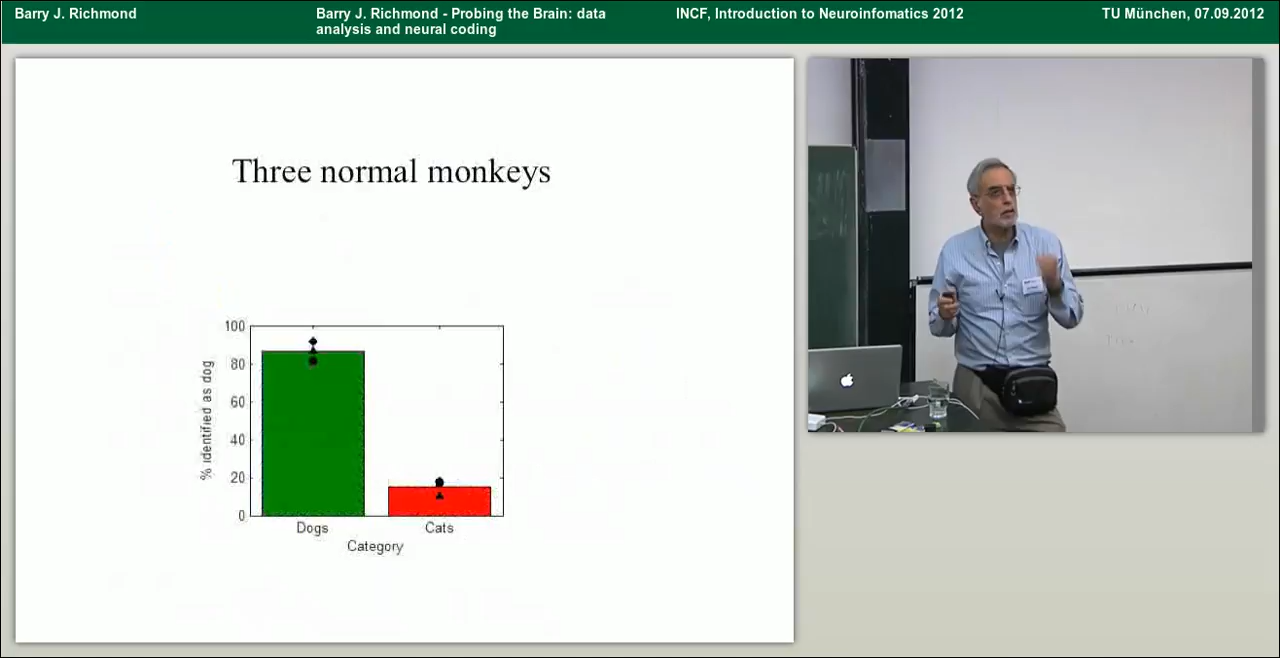 Barry J. Richmond
Barry J. Richmond - Probing the Brain: data
analysis and neural coding
INCF, Introduction to Neuroinfomatics 2012
TU München, 07.09.2012
Three normal monkeys
100
80
60
40
20
0
% identified as dog
Dogs
Cats
Category